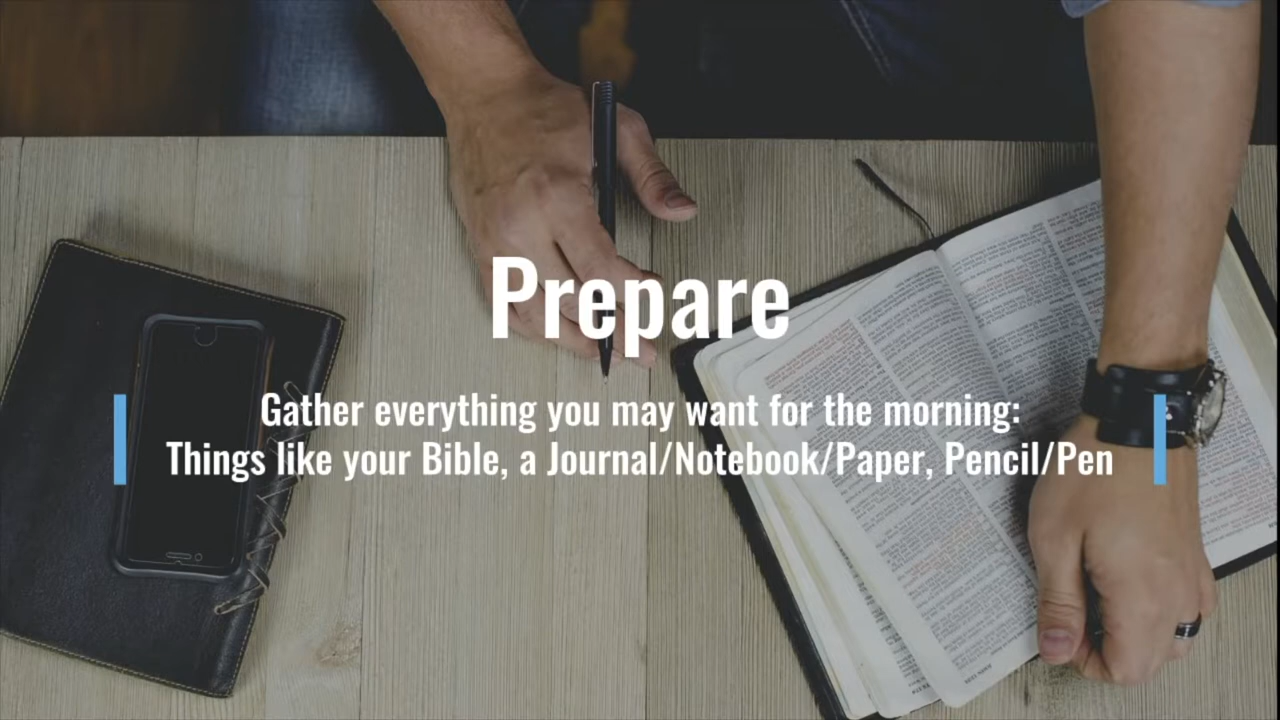 Prepare
Gather everything you may want for the morning:
Things like your Bible, a Journal/Notebook/Paper, Pencil/Pen